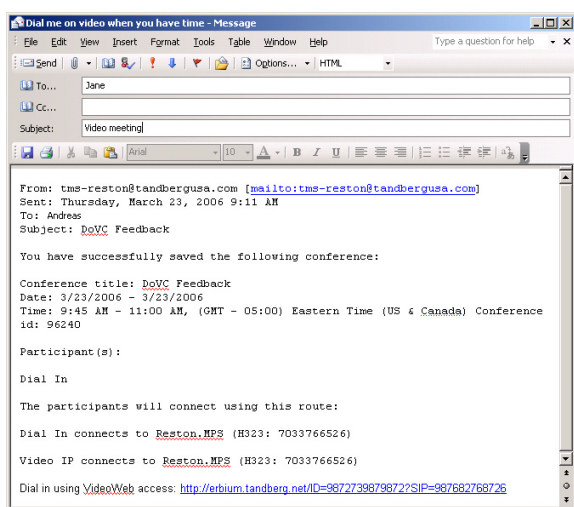 Dial me on video when you have time - Message
File Edit View Insert Format Tools Table Window Help Type a question for help
Send Options... HTML
To... Jane
Cc...
Subject: Video meeting
Arial 10 A B I U
From: tms-reston@tandbergusa.com [mailto:tms-reston@tandbergusa.com]
Sent: Thursday, March 23, 2006 9:11 AM
To: Andreas
Subject: DoVC Feedback
You have successfully saved the following conference:
Conference title: DoVC Feedback
Date: 3/23/2006 - 3/23/2006
Time: 9:45 AM - 11:00 AM, (GMT - 05:00) Eastern Time (US & Canada) Conference
id: 96240
Participant(s):
Dial In
The participants will connect using this route:
Dial In connects to Reston.MPS (H323: 7033766526)
Video IP connects to Reston.MPS (H323: 7033766526)
Dial in using VideoWeb access: http://erbium.tandberg.net/ID=9872739879872?SIP=987682768726